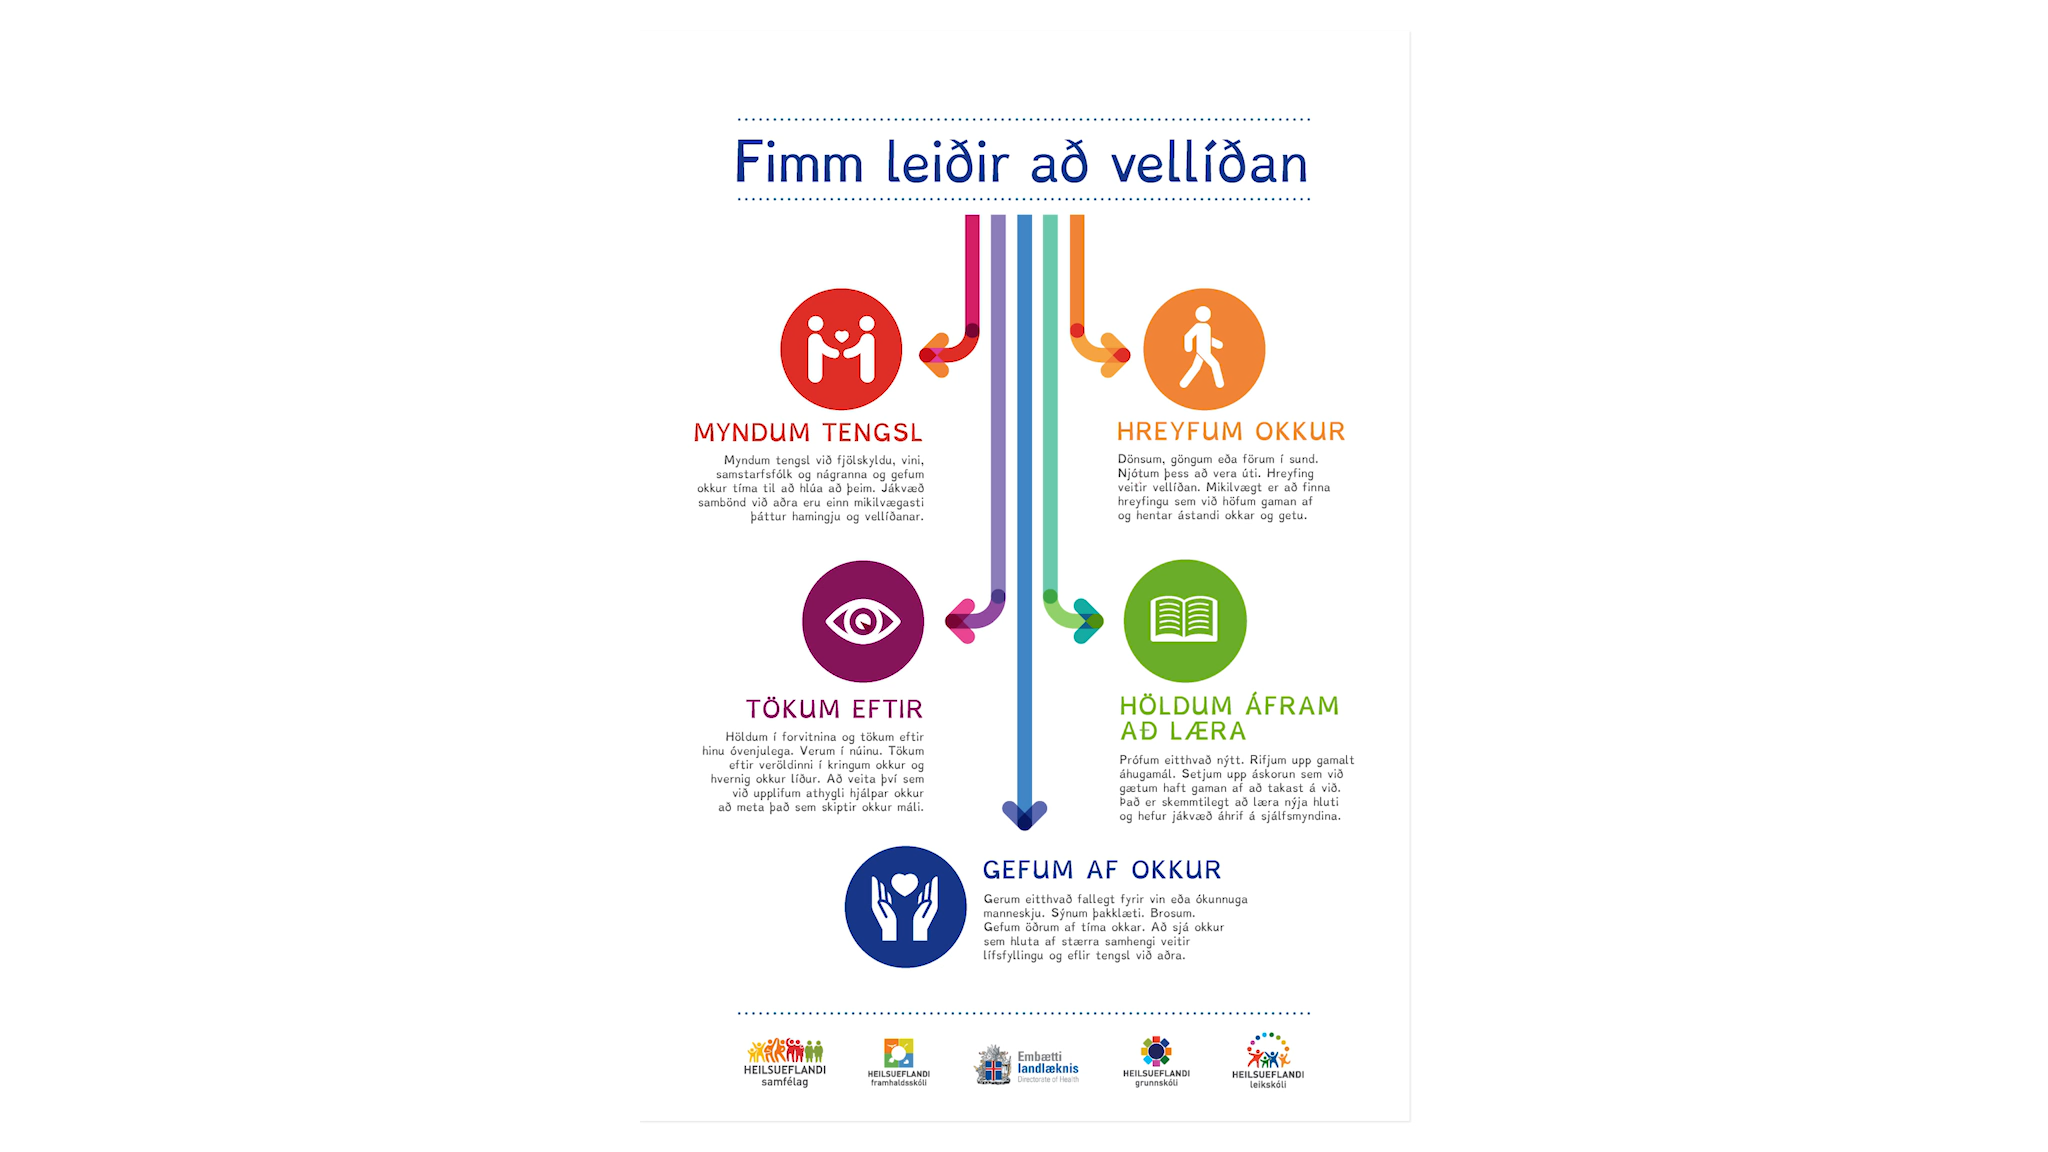 Fimm leiðir að vellíðan
MYNDUM TENGSL
Myndum tengsl við fjölskyldu, vini,
samstarfsfólk og nágranna og gefum
okkur tíma til að hlúa að þeim. Jákvæð
sambönd við aðra eru einn mikilvægasti
þáttur hamingju og vellíðanar.
HREYFUM OKKUR
Dönsum, göngum eða förum í sund.
Njótum þess að vera úti. Hreyfing
veitir vellíðan. Mikilvægt er að finna
hreyfingu sem við höfum gaman af
og hentar ástandi okkar og getu.
TÖKUM EFTIR
Höldum í forvitnina og tökum eftir
hinu óvenjulega. Verum í núinu. Tökum
eftir veröldinni í kringum okkur og
hvernig okkur líður. Að veita því sem
við upplifum athygli hjálpar okkur
að meta það sem skiptir okkur máli.
HÖLDUM ÁFRAM
AÐ LÆRA
Prófum eitthvað nýtt. Rifjum upp gamalt
áhugamál. Setjum upp áskorun sem við
gætum haft gaman af að takast á við.
Það er skemmtilegt að læra nýja hluti
og hefur jákvæð áhrif á sjálfsmyndina.
GEFUM AF OKKUR
Gerum eitthvað fallegt fyrir vin eða ókunnuga
manneskju. Sýnum þakklæti. Brosum.
Gefum öðrum af tíma okkar. Að sjá okkur
sem hluta af stærra samhengi veitir
lífsfyllingu og eflir tengsl við aðra.
HEILSUEFLANDI
samfélag
HEILSUEFLANDI
framhaldsskóli
Embætti
landlæknis
Directorate of Health
HEILSUEFLANDI
grunnskóli
HEILSUEFLANDI
leikskóli